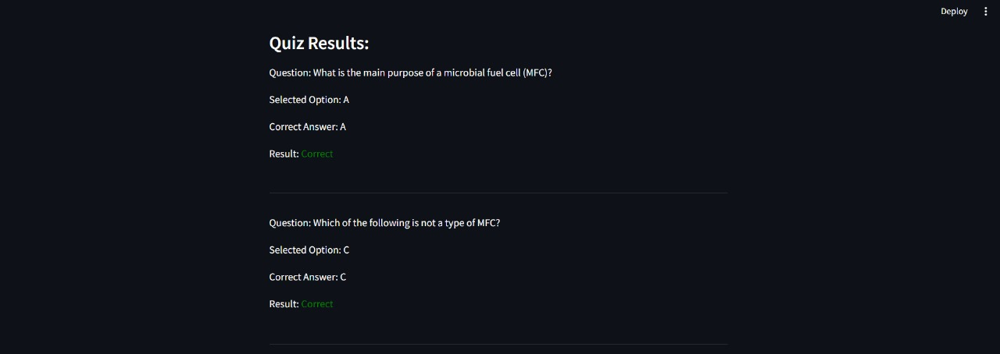 Deploy
Quiz Results:
Question: What is the main purpose of a microbial fuel cell (MFC)?
Selected Option: A
Correct Answer: A
Result: Correct
Question: Which of the following is not a type of MFC?
Selected Option: C
Correct Answer: C
Result: Correct